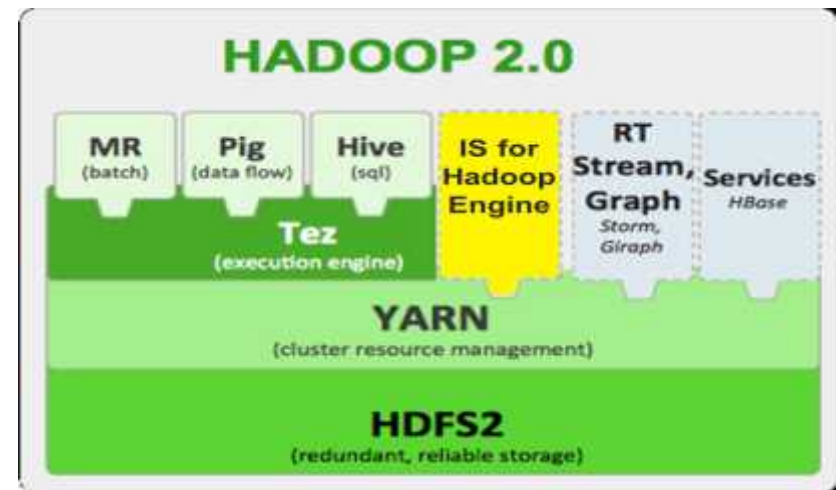 HADOOP 2.0
MR
(batch)
Pig
(data flow)
Hive
(sql)
IS for
Hadoop
Engine
RT
Stream,
Graph
Storm,
Giraph
Services
HBase
Tez
(execution engine)
YARN
(cluster resource management)
HDFS2
(redundant, reliable storage)